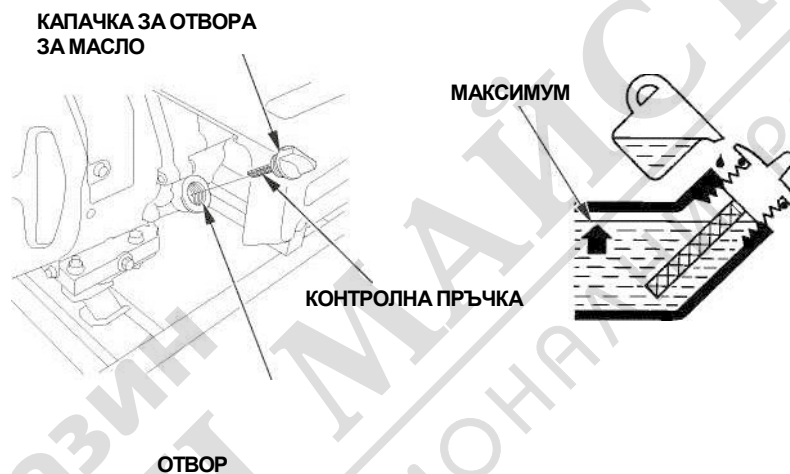 КАПАЧКА ЗА ОТВОРА
ЗА МАСЛО
МАКСИМУМ
КОНТРОЛНА ПРЪЧКА
ОТВОР